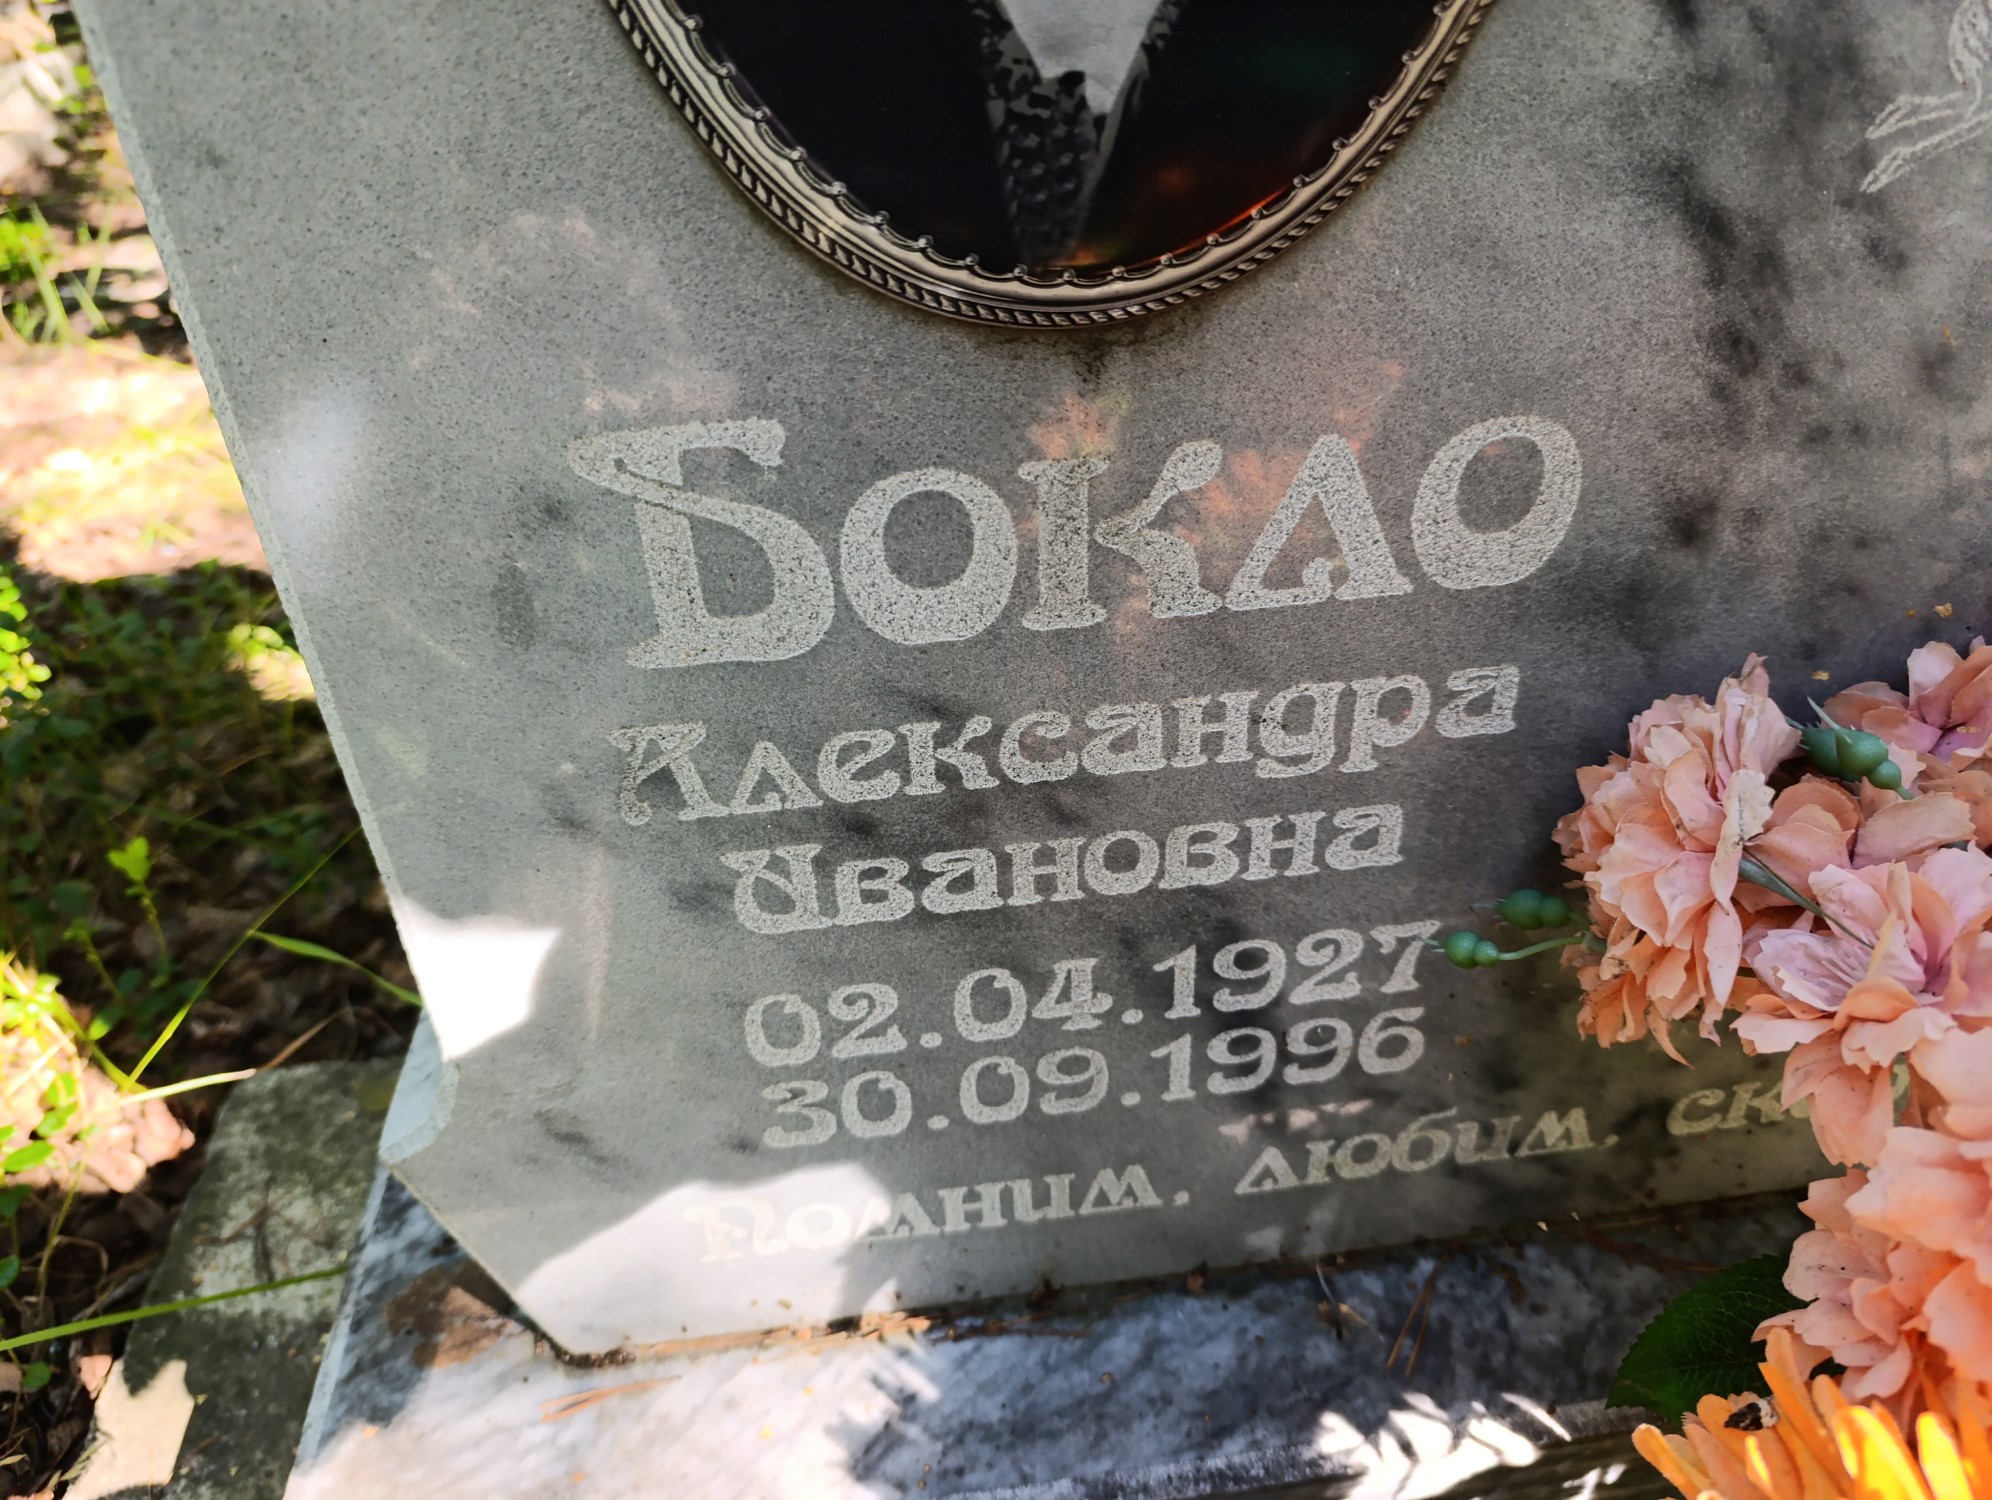 Бокло
Александра
Ивановна
02.04.1927
30.09.1996
Помним, любим,